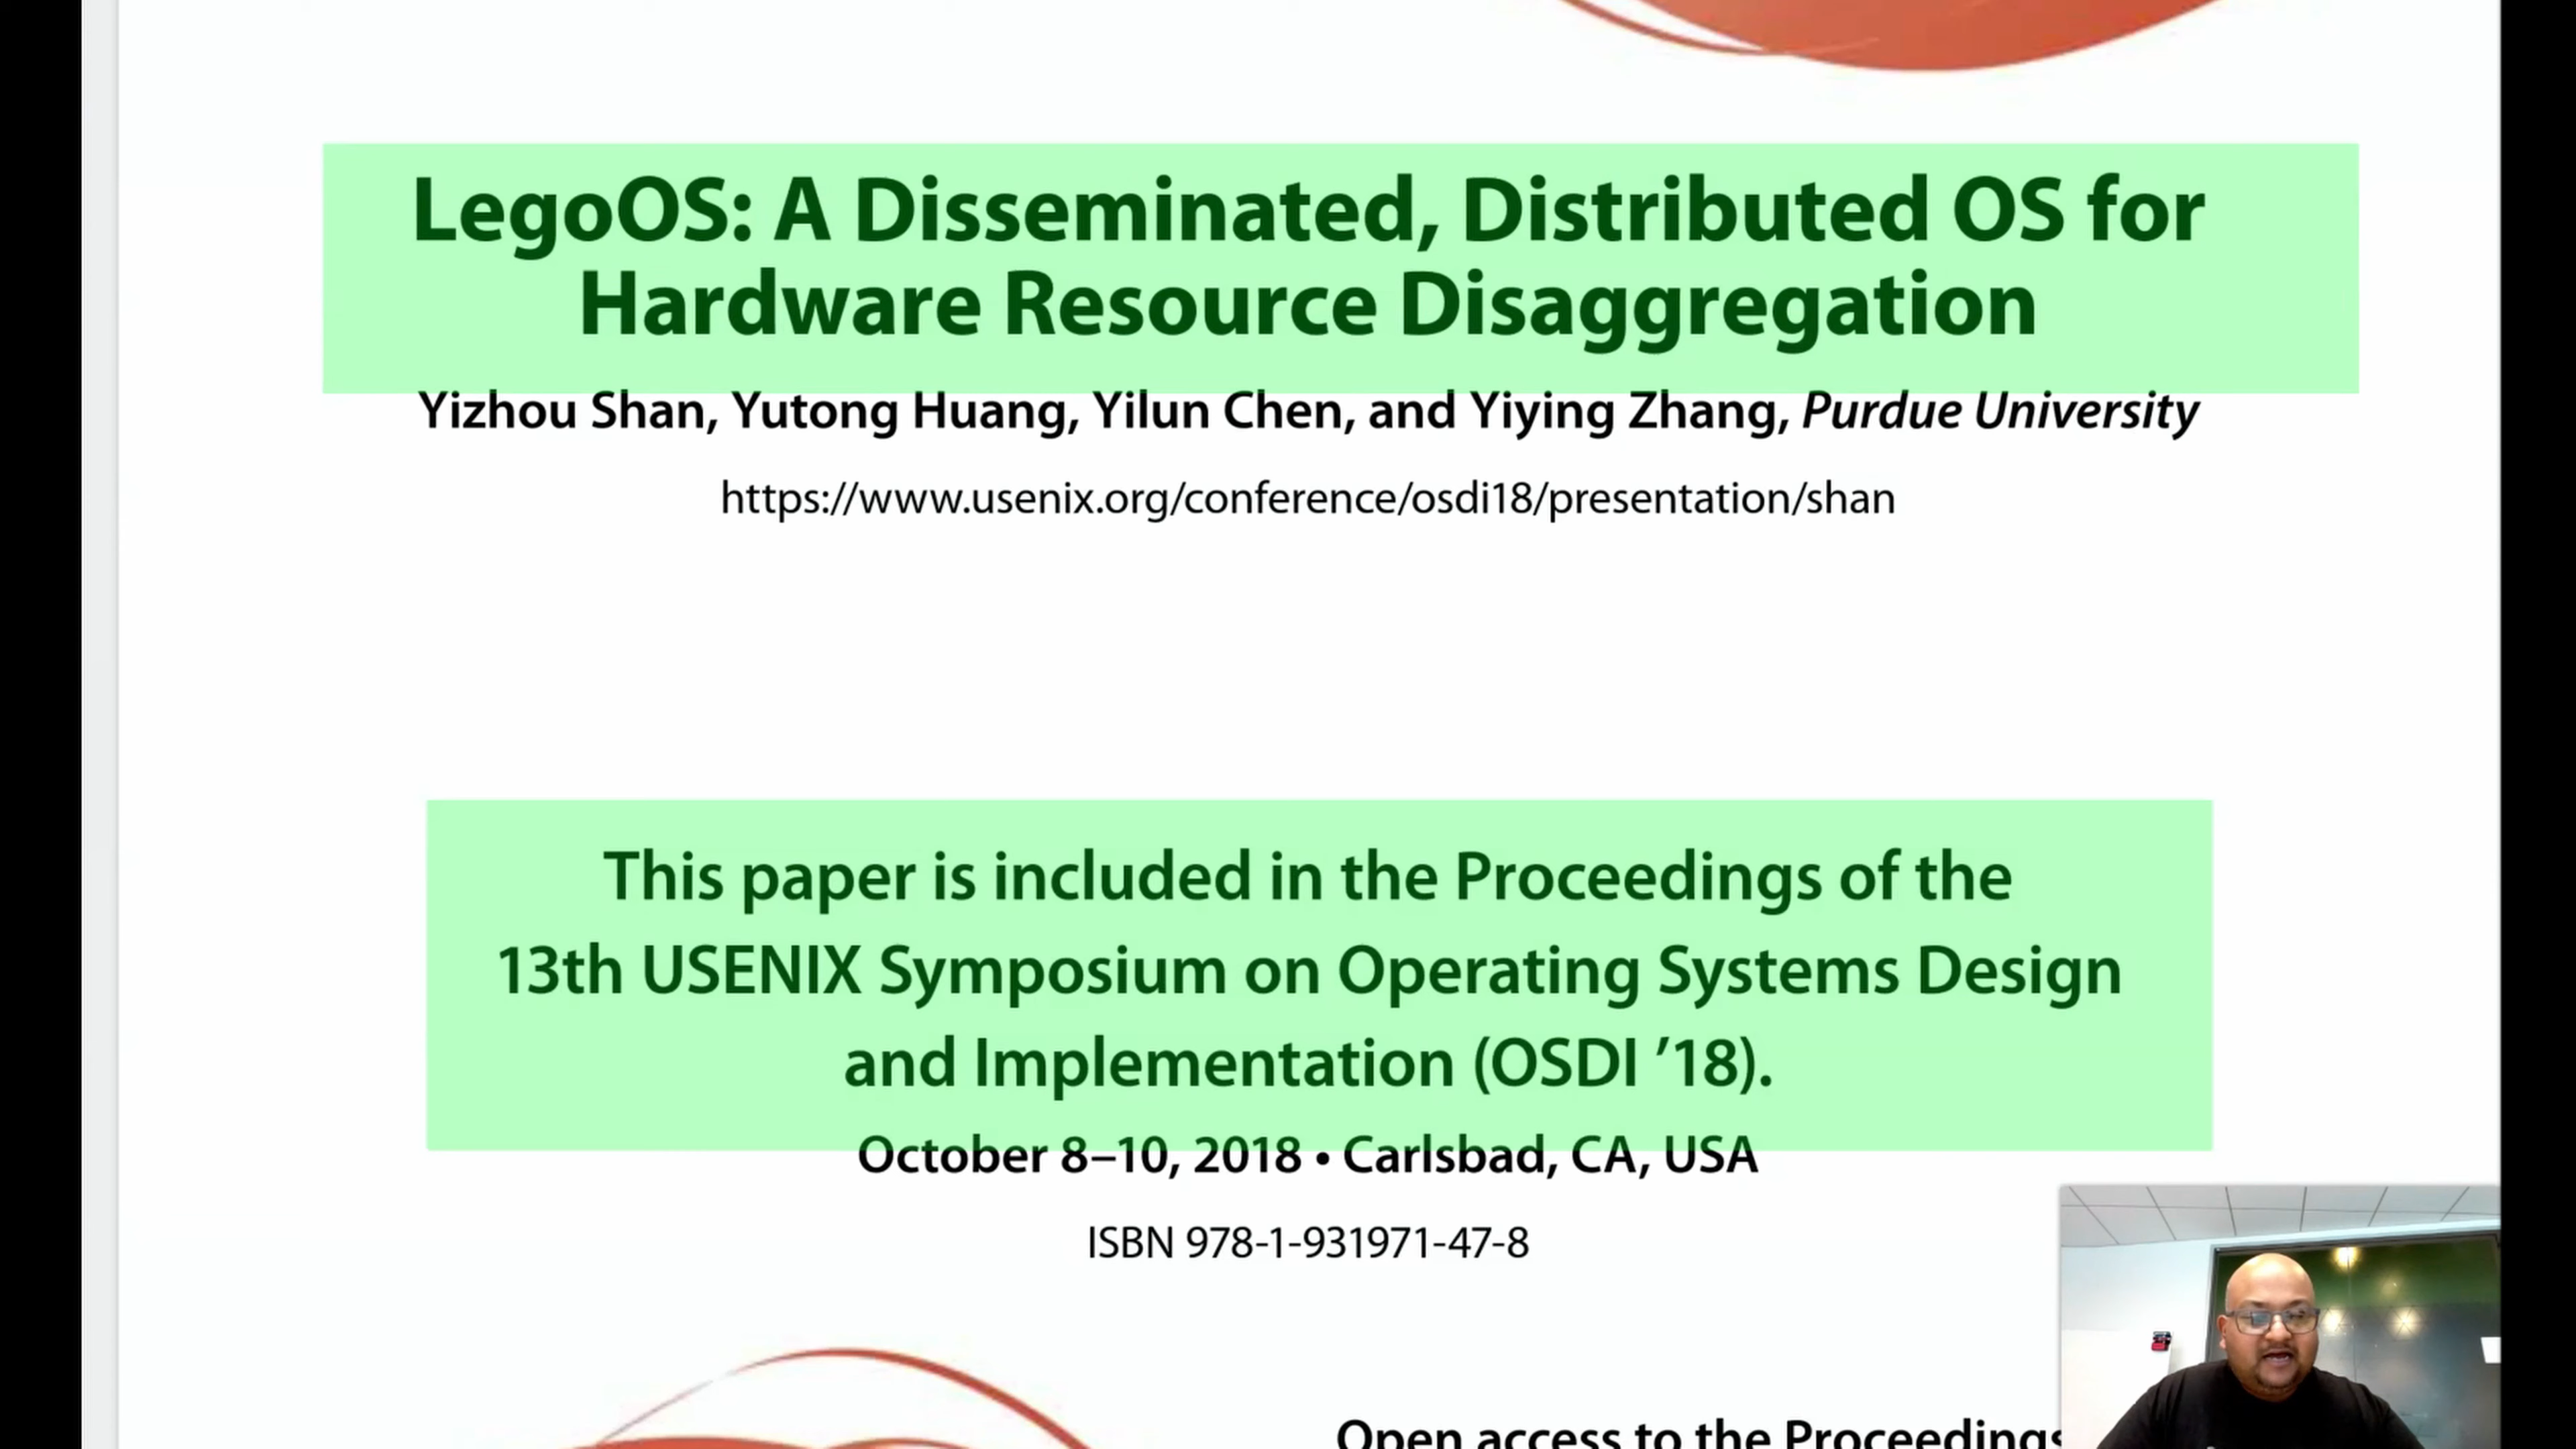 LegoOS: A Disseminated, Distributed OS for
Hardware Resource Disaggregation
Yizhou Shan, Yutong Huang, Yilun Chen, and Yiying Zhang, Purdue University
https://www.usenix.org/conference/osdi18/presentation/shan
This paper is included in the Proceedings of the
13th USENIX Symposium on Operating Systems Design
and Implementation (OSDI ’18).
October 8–10, 2018 • Carlsbad, CA, USA
ISBN 978-1-931971-47-8
Open access to the Proceedings